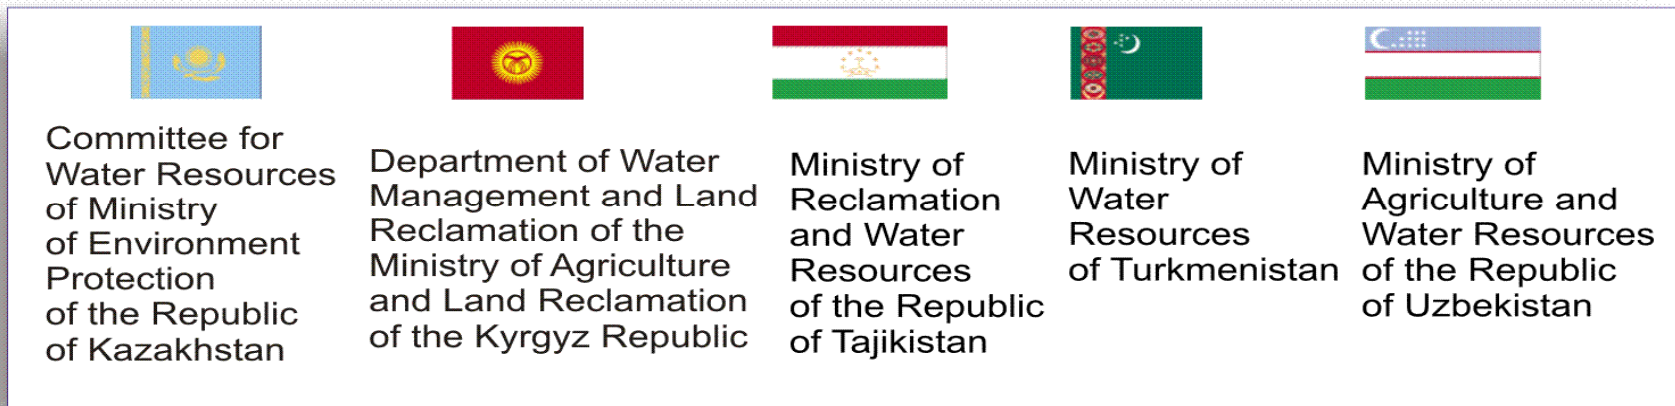 Committee for
Water Resources
of Ministry
of Environment
Protection
of the Republic
of Kazakhstan
Department of Water
Management and Land
Reclamation of the
Ministry of Agriculture
and Land Reclamation
of the Kyrgyz Republic
Ministry of
Reclamation
and Water
Resources
of the Republic
of Tajikistan
Ministry of
Water
Resources
of Turkmenistan
Ministry of
Agriculture and
Water Resources
of the Republic
of Uzbekistan